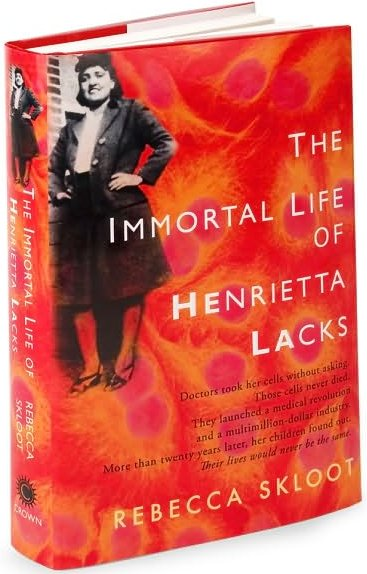 THE
IMMORTAL LIFE
OF
HENRIETTA
LACKS
Doctors took her cells without asking.
Those cells never died.
They launched a medical revolution
and a multimillion-dollar industry.
More than twenty years later, her children found out.
Their lives would never be the same.
REBECCA SKLOOT
THE IMMORTAL LIFE OF
HENRIETTA LACKS
REBECCA
SKLOOT
C
CROWN